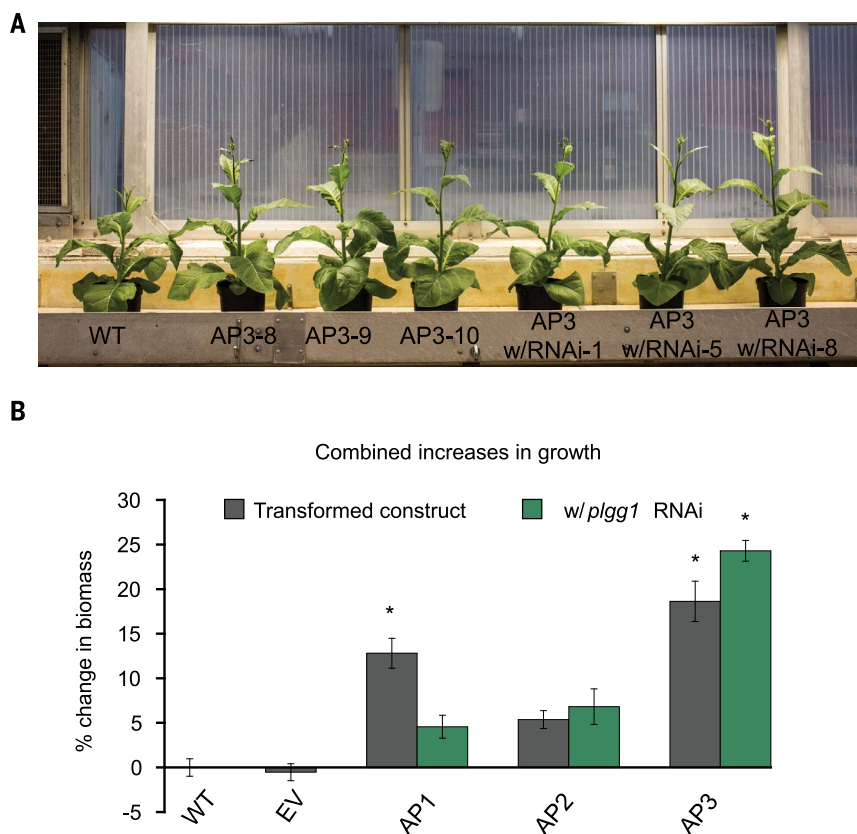 A
WT
AP3-8
AP3-9
AP3-10
AP3
w/RNAi-1
AP3
w/RNAi-5
AP3
w/RNAi-8
B
Combined increases in growth
Transformed construct
w/ plgg1 RNAi
% change in biomass
30
25
20
15
10
5
0
-5
*
*
*
WT
EV
AP1
AP2
AP3